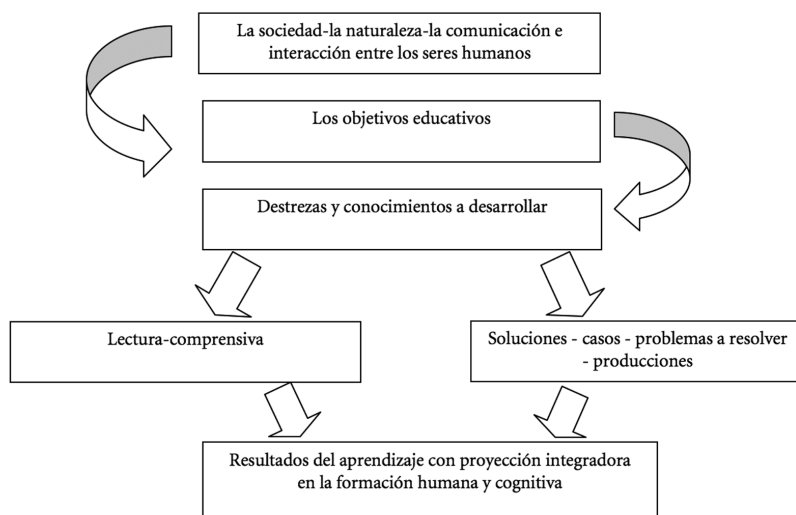 La sociedad-la naturaleza-la comunicación e
interacción entre los seres humanos
Los objetivos educativos
Destrezas y conocimientos a desarrollar
Lectura-comprensiva
Soluciones - casos - problemas a resolver
- producciones
Resultados del aprendizaje con proyección integradora
en la formación humana y cognitiva